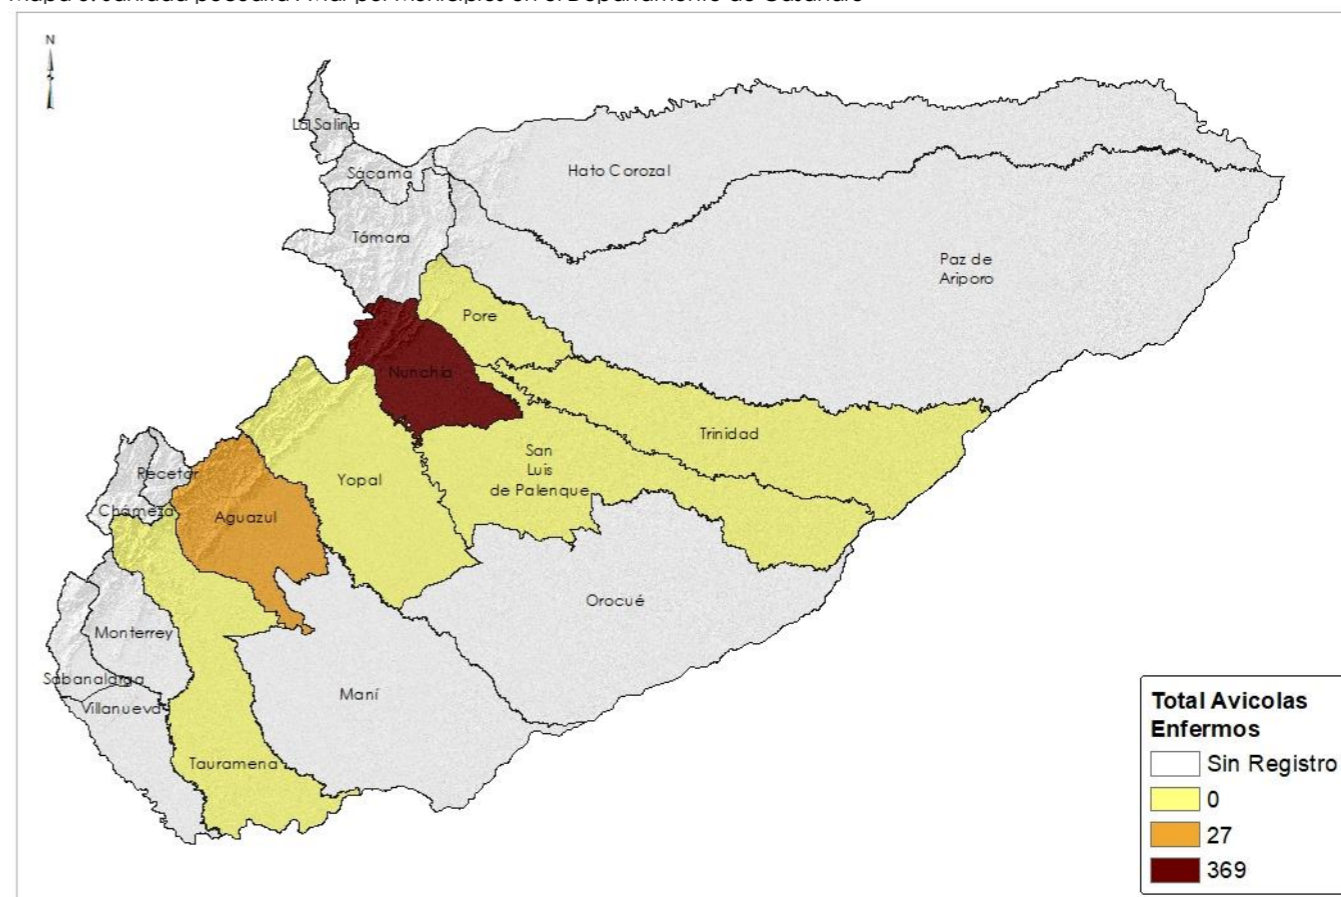 N
La Salina
Sácama
Hato Corozal
Támara
Paz de
Ariporo
Pore
Nunchía
Trinidad
San
Luis
de Palenque
Yopal
Recetor
Chámeza
Aguazul
Orocué
Monterrey
Sabanalarga
Maní
Villanueva
Tauramena
Total Avicolas
Enfermos
Sin Registro
0
27
369